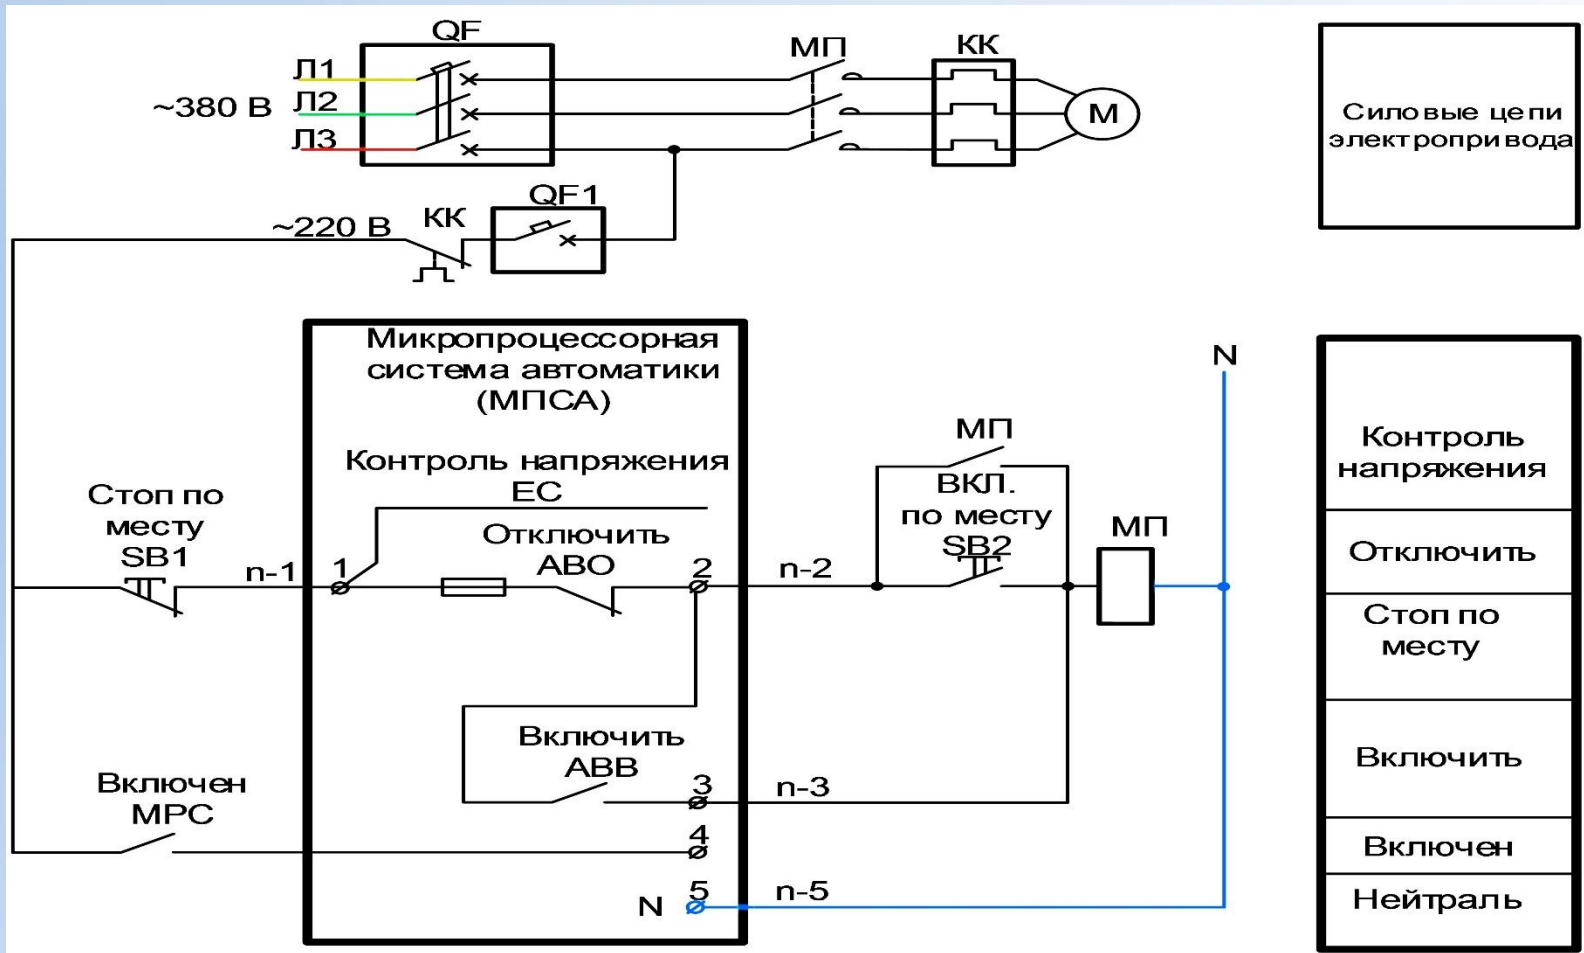 QF
МП
КК
Л1
~380 В
Л2
Л3
М
Силовые цепи
электропривода
QF1
КК
~220 В
Микропроцессорная
система автоматики
(МПСА)
N
Контроль напряжения
ЕС
МП
Контроль
напряжения
Стоп по
месту
SB1
n-1
1
Отключить
АВО
2
n-2
ВКЛ.
по месту
SB2
МП
Отключить
Стоп по
месту
Включить
АВВ
3
n-3
Включить
Включен
МРС
4
Включен
N
5
n-5
Нейтраль